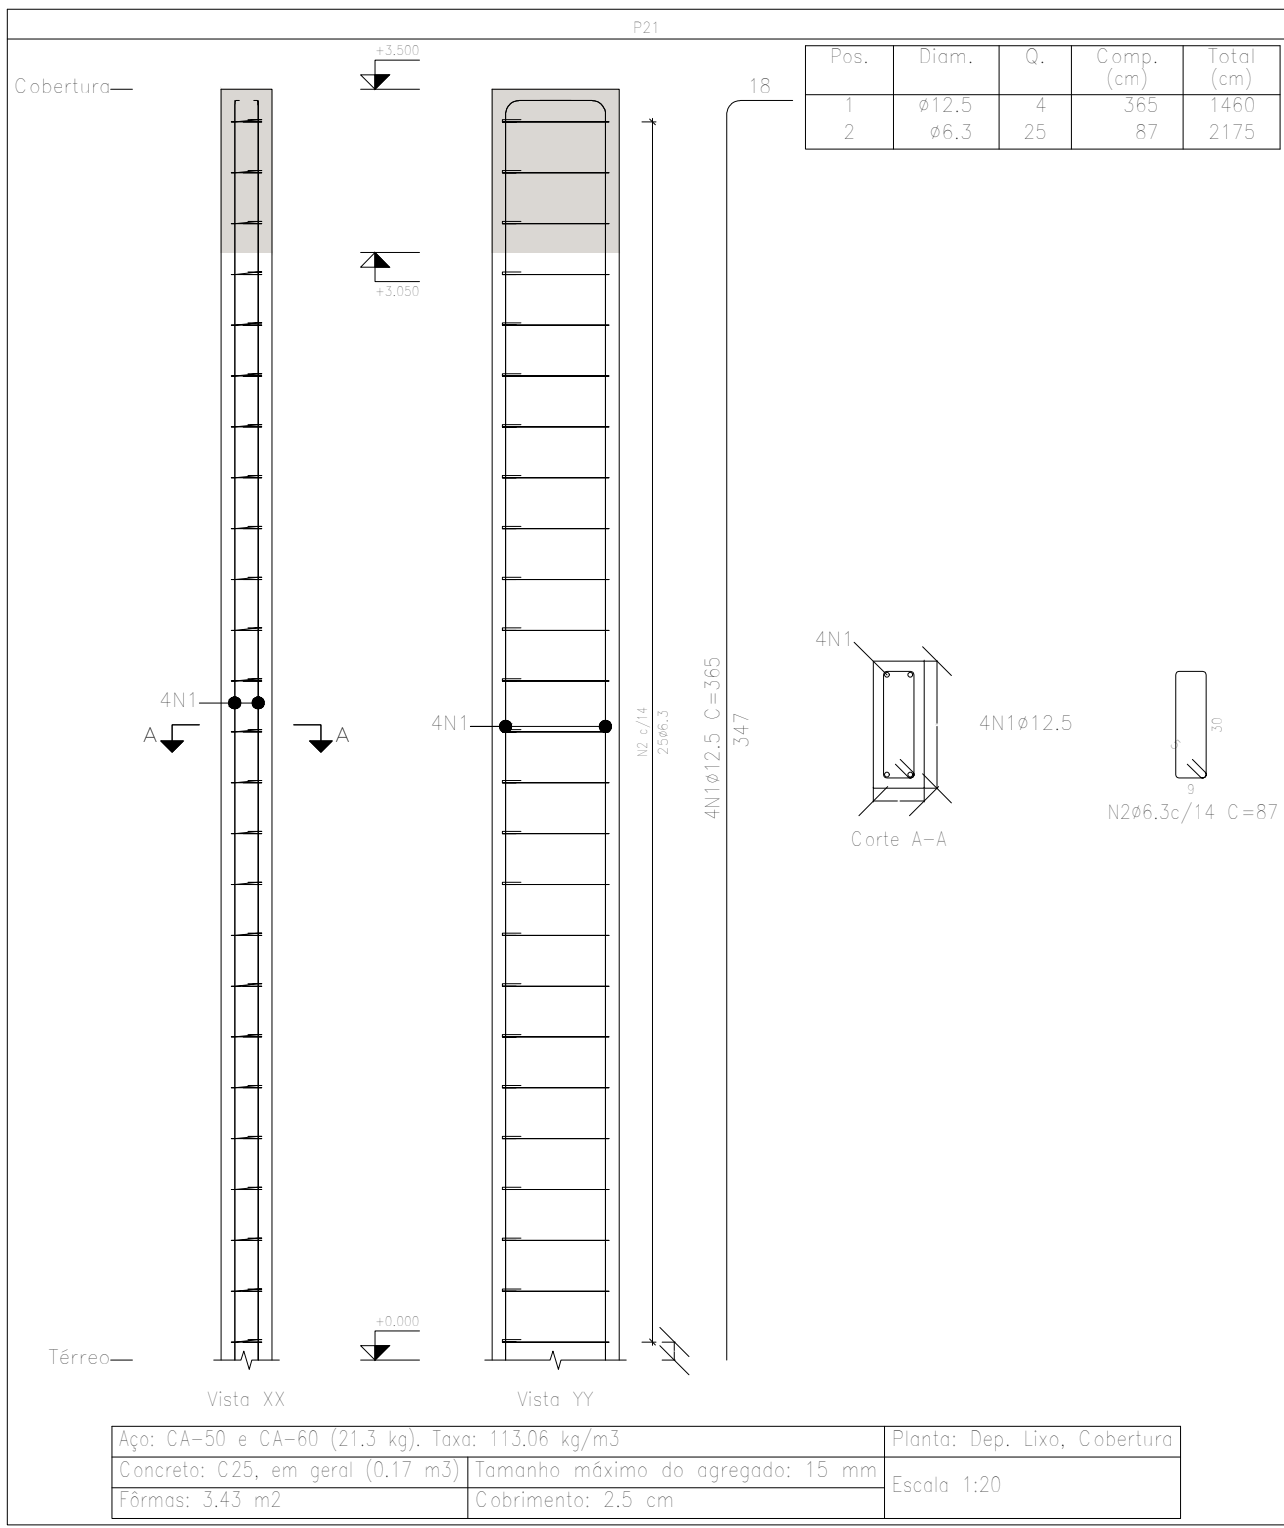 P21
Pos. Diam. Q. Comp. (cm) Total (cm)
1 ø12.5 4 365 1460
2 ø6.3 25 87 2175
Cobertura
+3.500
18
+3.050
4N1
A A
4N1
N2 c/14
25ø6.3
4N1ø12.5 C=365
347
4N1
4N1ø12.5
Corte A-A
30
9
9
N2ø6.3c/14 C=87
+0.000
Térreo
Vista XX
Vista YY
Aço: CA-50 e CA-60 (21.3 kg). Taxa: 113.06 kg/m3
Planta: Dep. Lixo, Cobertura
Concreto: C25, em geral (0.17 m3)
Tamanho máximo do agregado: 15 mm
Escala 1:20
Fôrmas: 3.43 m2
Cobrimento: 2.5 cm